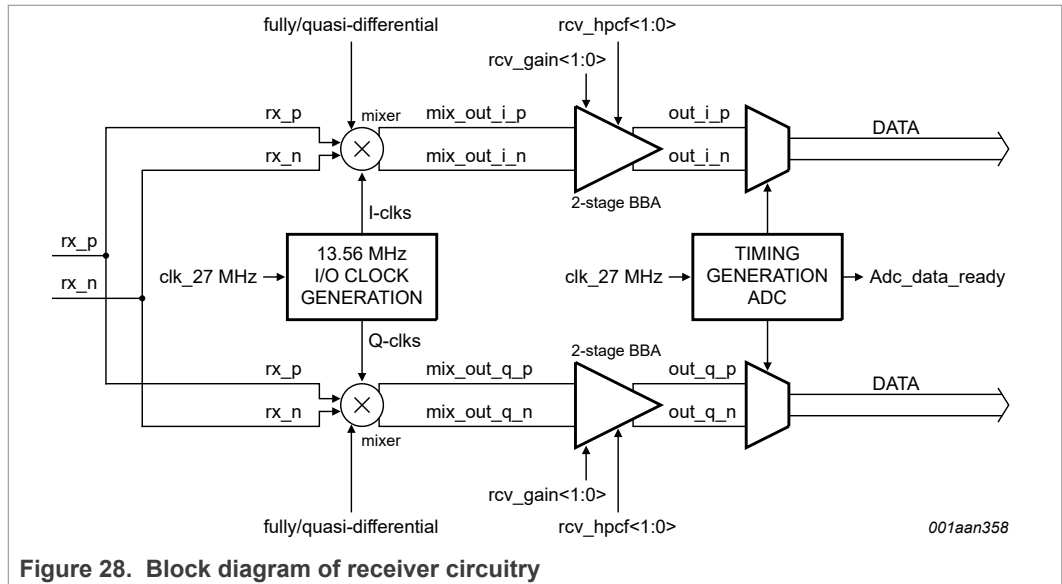 fully/quasi-differential
rcv_hpcf<1:0>
rcv_gain<1:0>
rx_p
mixer
mix_out_i_p
out_i_p
DATA
rx_n
mix_out_i_n
out_i_n
2-stage BBA
I-clks
rx_p
rx_n
clk_27 MHz
13.56 MHz
I/O CLOCK
GENERATION
clk_27 MHz
TIMING
GENERATION
ADC
Adc_data_ready
Q-clks
2-stage BBA
rx_p
mix_out_q_p
out_q_p
DATA
rx_n
mix_out_q_n
out_q_n
mixer
rcv_gain<1:0>
fully/quasi-differential
rcv_hpcf<1:0>
001aan358
Figure 28. Block diagram of receiver circuitry